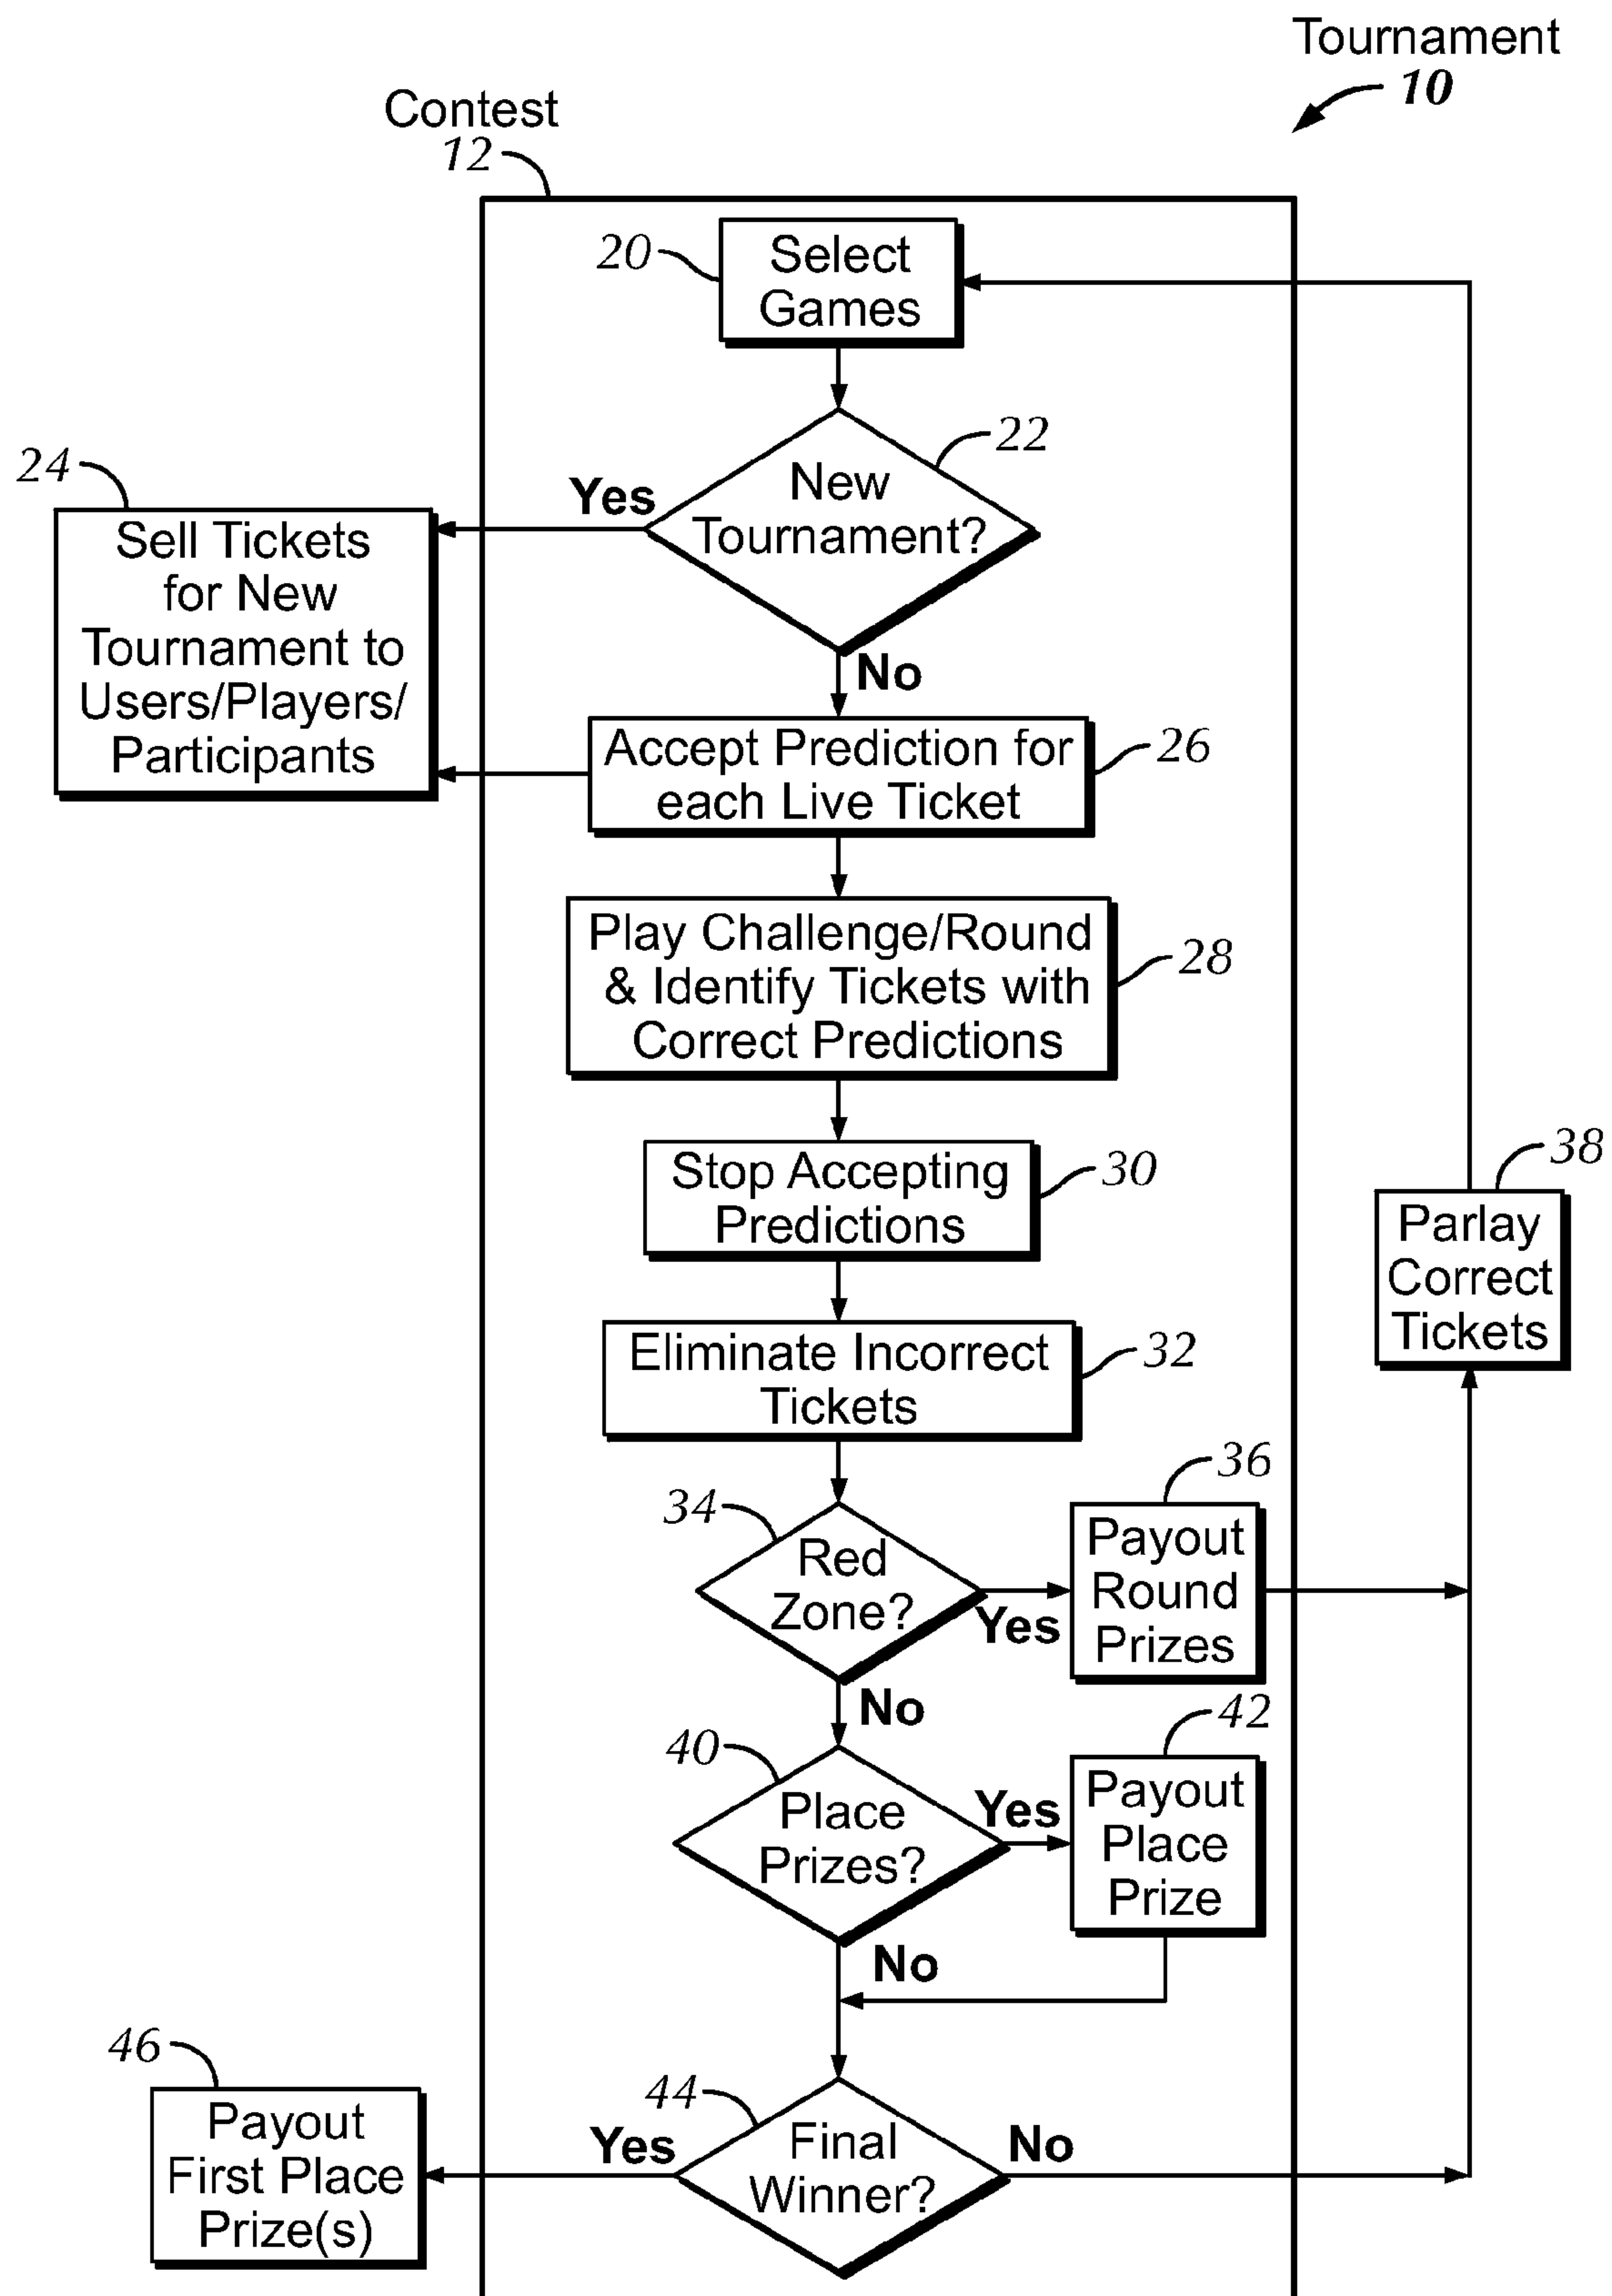 Tournament
10
Contest
12
20
Select
Games
22
New
Tournament?
Yes
No
24
Sell Tickets
for New
Tournament to
Users/Players/
Participants
Accept Prediction for
each Live Ticket
26
Play Challenge/Round
& Identify Tickets with
Correct Predictions
28
Stop Accepting
Predictions
30
38
Parlay
Correct
Tickets
Eliminate Incorrect
Tickets
32
34
Red
Zone?
Yes
No
36
Payout
Round
Prizes
40
Place
Prizes?
Yes
No
42
Payout
Place
Prize
44
Final
Winner?
Yes
No
46
Payout
First Place
Prize(s)